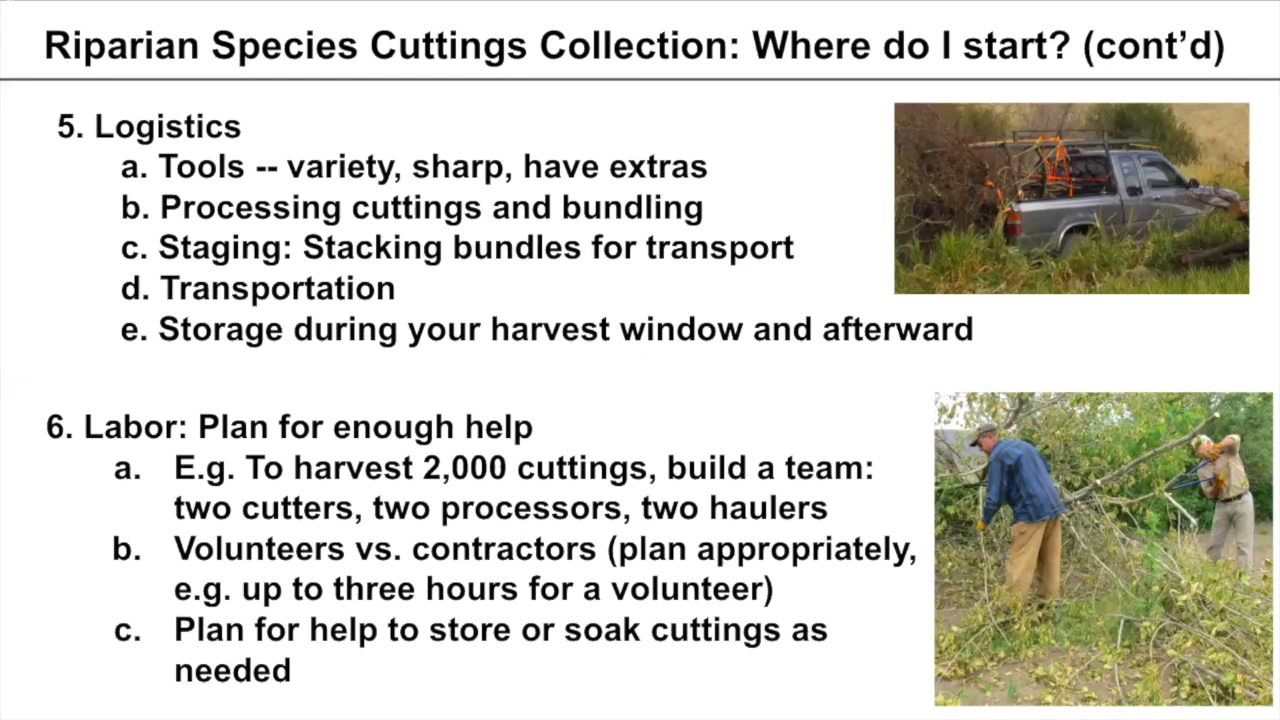 Riparian Species Cuttings Collection: Where do I start? (cont’d)
5. Logistics
a. Tools -- variety, sharp, have extras
b. Processing cuttings and bundling
c. Staging: Stacking bundles for transport
d. Transportation
e. Storage during your harvest window and afterward
6. Labor: Plan for enough help
a. E.g. To harvest 2,000 cuttings, build a team:
two cutters, two processors, two haulers
b. Volunteers vs. contractors (plan appropriately,
e.g. up to three hours for a volunteer)
c. Plan for help to store or soak cuttings as
needed